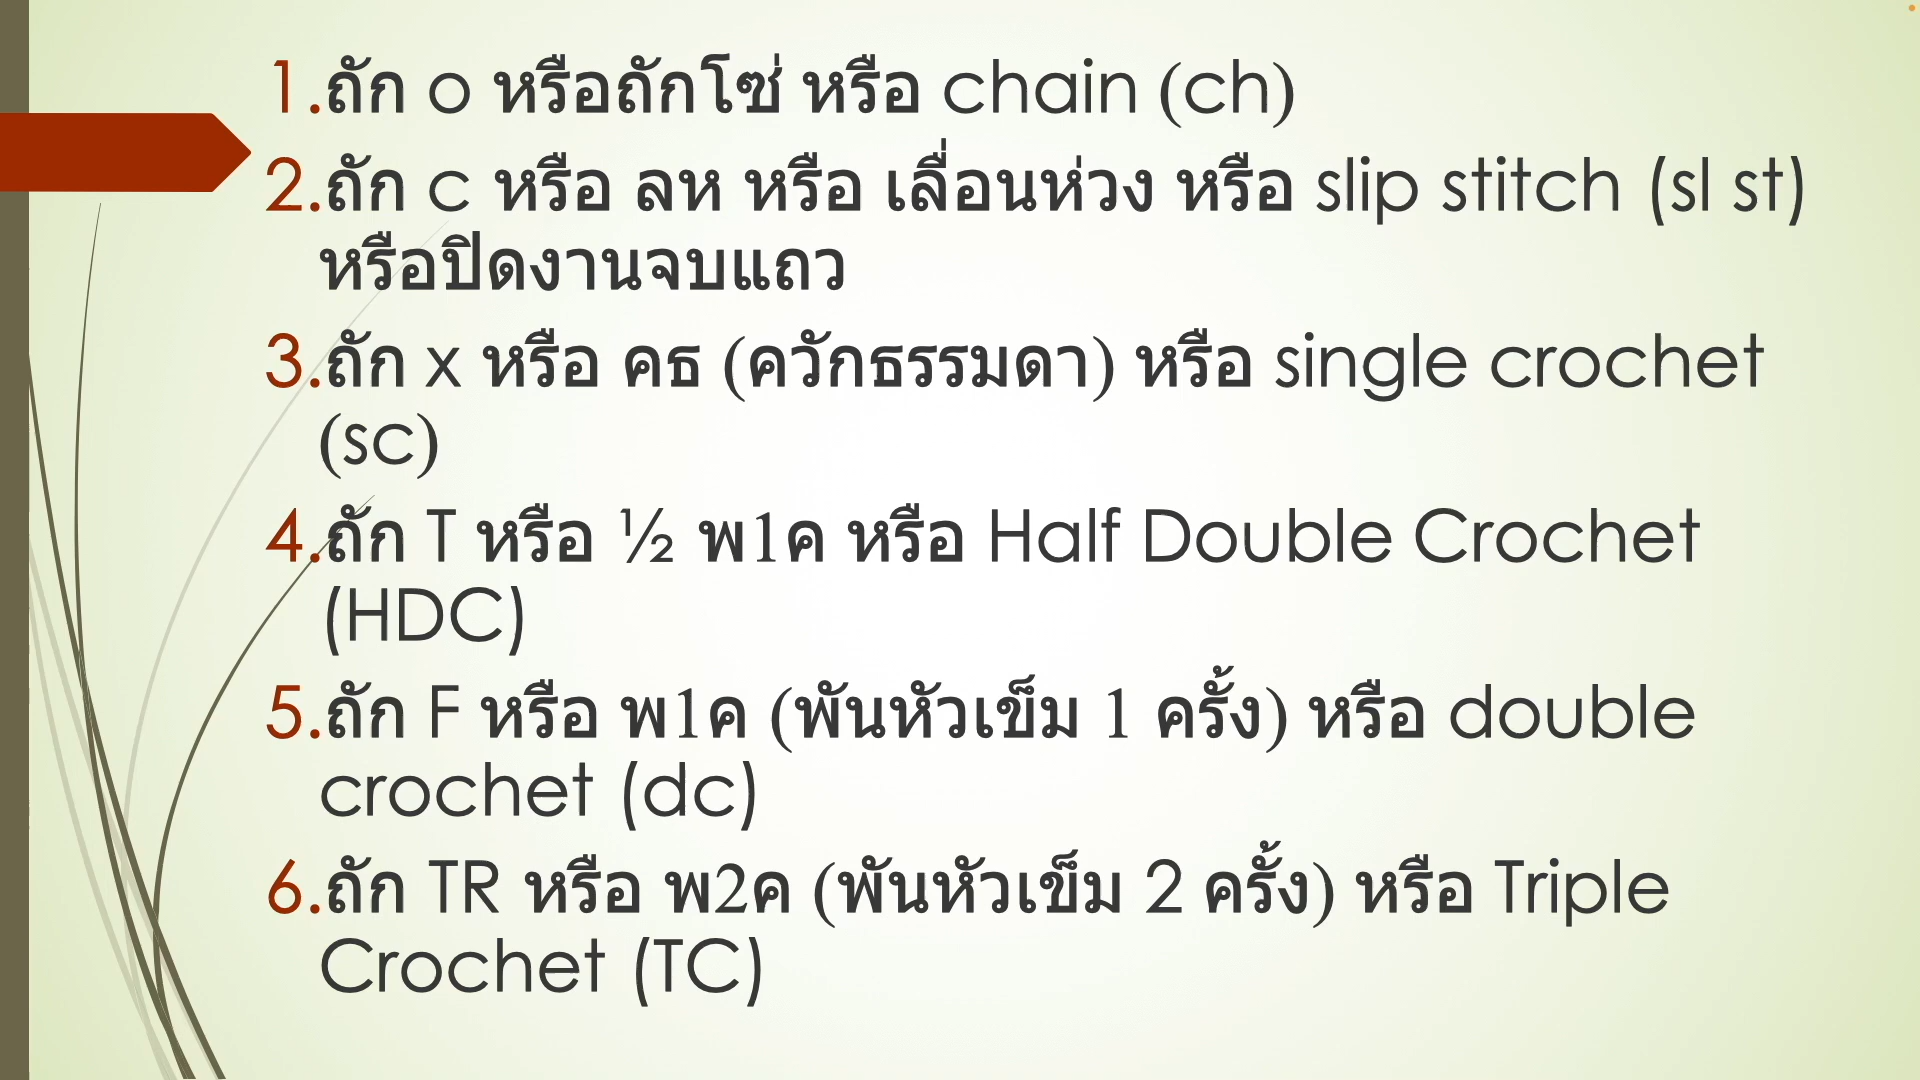 1.ถัก o หรือถักโซ่ หรือ chain (ch)
2.ถัก c หรือ ลห หรือ เลื่อนห่วง หรือ slip stitch (sl st)
หรือปิดงานจบแถว
3.ถัก x หรือ คธ (ควักธรรมดา) หรือ single crochet
(sc)
4.ถัก T หรือ ½ พ1ค หรือ Half Double Crochet
(HDC)
5.ถัก F หรือ พ1ค (พันหัวเข็ม 1 ครั้ง) หรือ double
crochet (dc)
6.ถัก TR หรือ พ2ค (พันหัวเข็ม 2 ครั้ง) หรือ Triple
Crochet (TC)